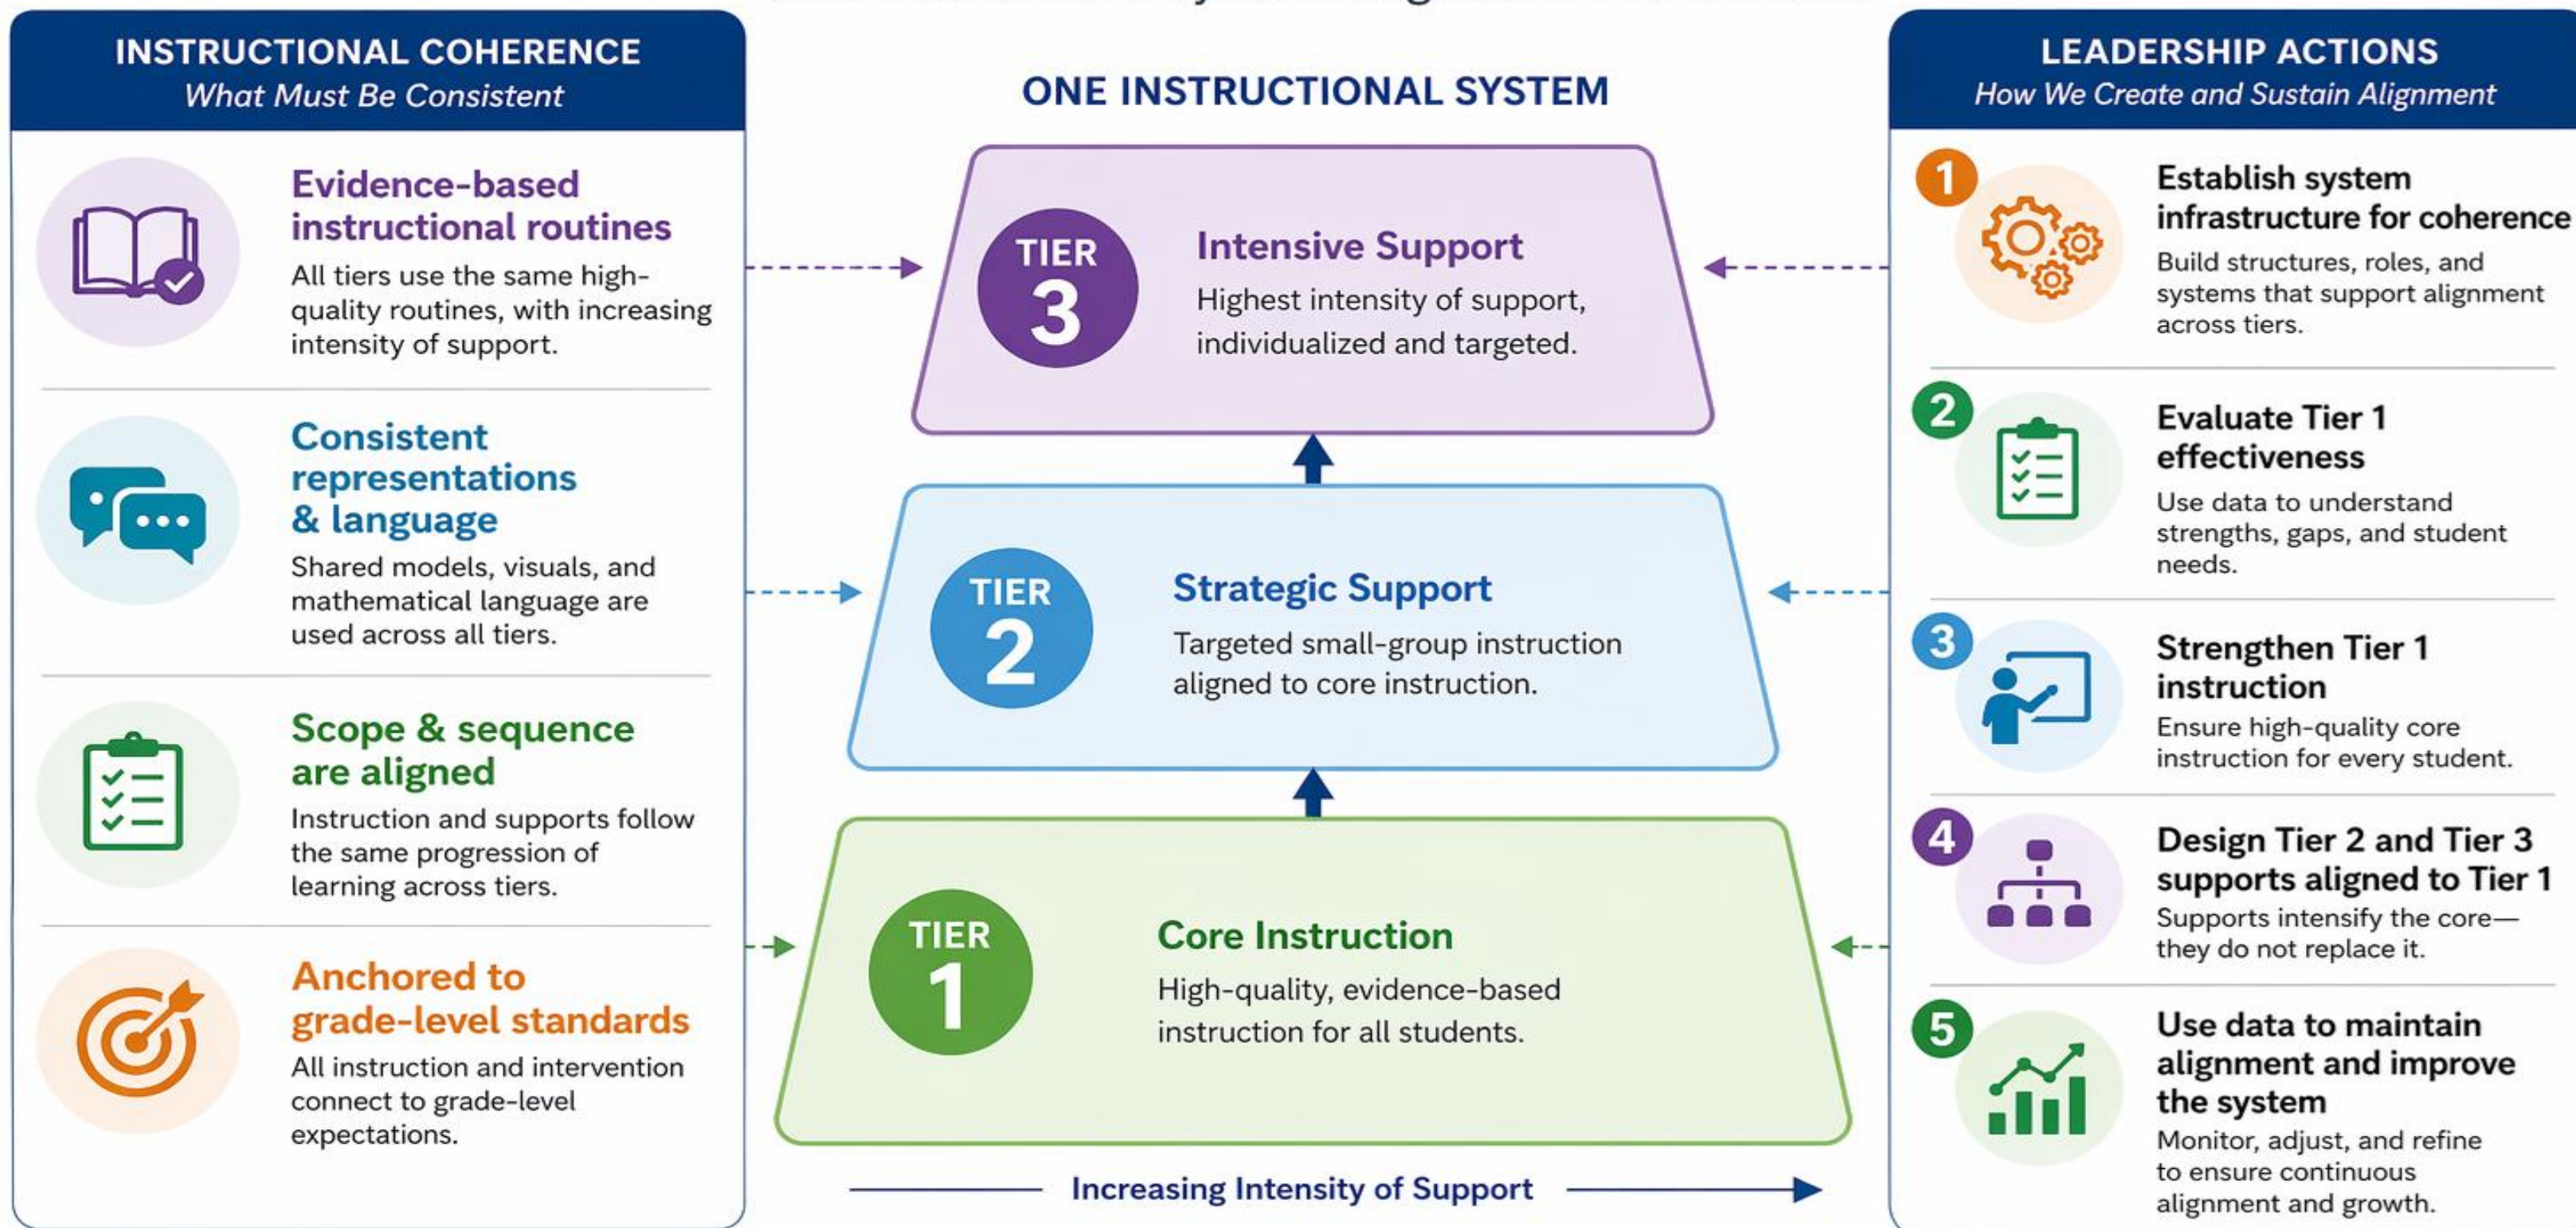 INSTRUCTIONAL COHERENCE
What Must Be Consistent
Evidence-based
instructional routines
All tiers use the same high-
quality routines, with increasing
intensity of support.
Consistent
representations
& language
Shared models, visuals, and
mathematical language are
used across all tiers.
Scope & sequence
are aligned
Instruction and supports follow
the same progression of
learning across tiers.
Anchored to
grade-level standards
All instruction and intervention
connect to grade-level
expectations.
ONE INSTRUCTIONAL SYSTEM
TIER
3
Intensive Support
Highest intensity of support,
individualized and targeted.
TIER
2
Strategic Support
Targeted small-group instruction
aligned to core instruction.
TIER
1
Core Instruction
High-quality, evidence-based
instruction for all students.
Increasing Intensity of Support
LEADERSHIP ACTIONS
How We Create and Sustain Alignment
1
Establish system
infrastructure for coherence
Build structures, roles, and
systems that support alignment
across tiers.
2
Evaluate Tier 1
effectiveness
Use data to understand
strengths, gaps, and student
needs.
3
Strengthen Tier 1
instruction
Ensure high-quality core
instruction for every student.
4
Design Tier 2 and Tier 3
supports aligned to Tier 1
Supports intensify the core—
they do not replace it.
5
Use data to maintain
alignment and improve
the system
Monitor, adjust, and refine
to ensure continuous
alignment and growth.